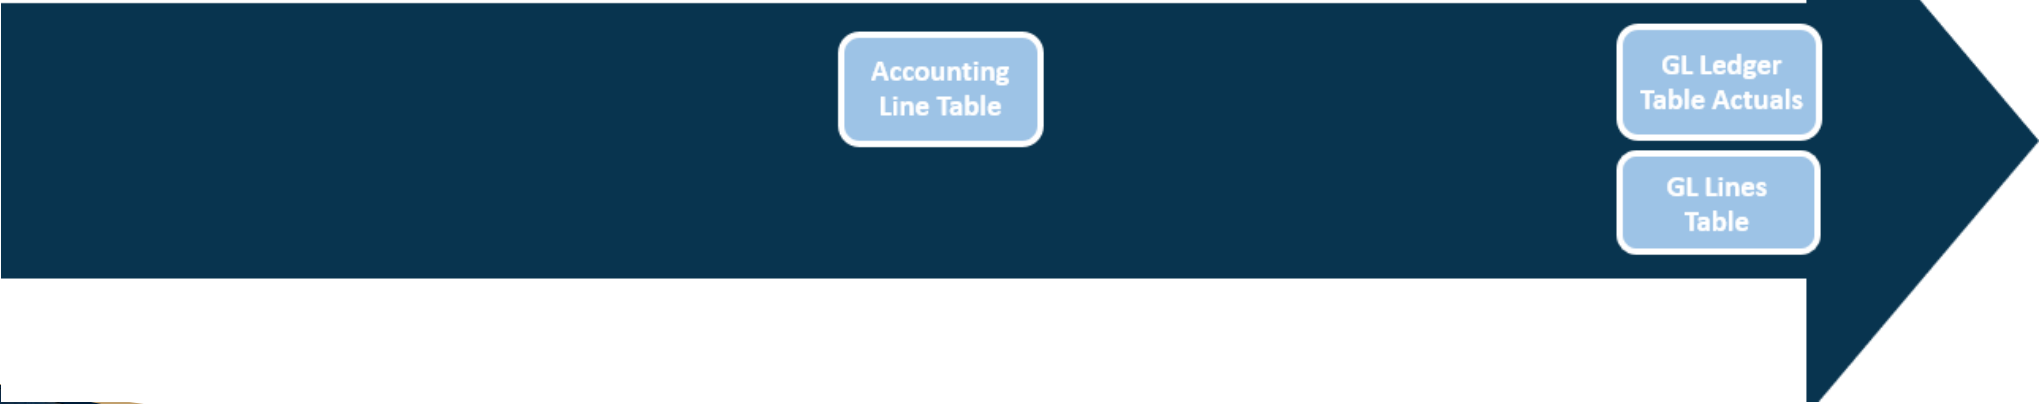 Accounting
Line Table
GL Ledger
Table Actuals
GL Lines
Table